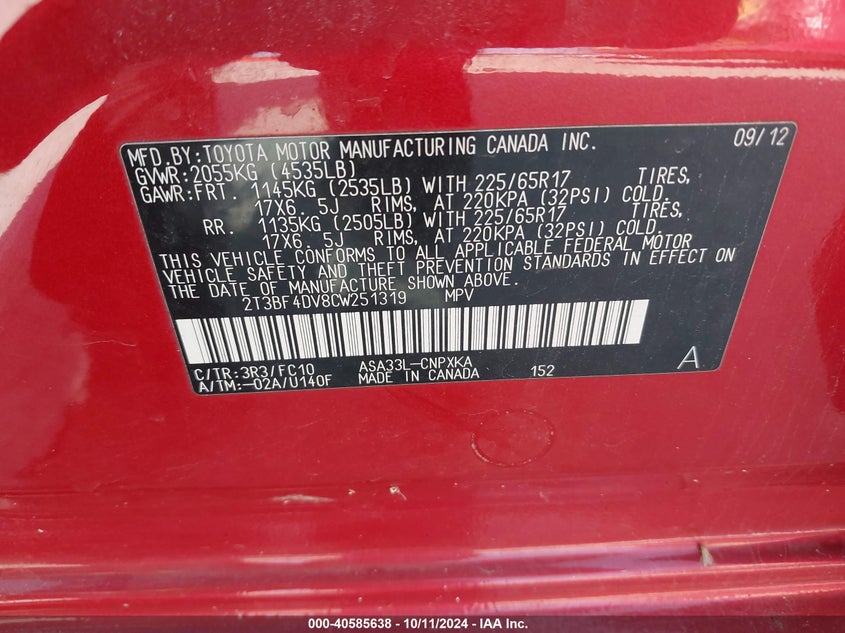 MFD.BY:TOYOTA MOTOR MANUFACTURING CANADA INC. 09/12
GVWR:2055KG (4535LB)
GAWR:FRT. 1145KG (2535LB) WITH 225/65R17 TIRES,
17X6.5J RIMS, AT 220KPA (32PSI) COLD.
RR. 1135KG (2505LB) WITH 225/65R17 TIRES,
17X6.5J RIMS, AT 220KPA (32PSI) COLD.
THIS VEHICLE CONFORMS TO ALL APPLICABLE FEDERAL MOTOR
VEHICLE SAFETY AND THEFT PREVENTION STANDARDS IN EFFECT ON
THE DATE OF MANUFACTURE SHOWN ABOVE.
2T3BF4DV8CW251319 MPV
C/TR:3R3/FC10 ASA33L-CNPXKA
A/TM:-02A/U140F MADE IN CANADA 152 A
000-40585638 - 10/11/2024 - IAA Inc.